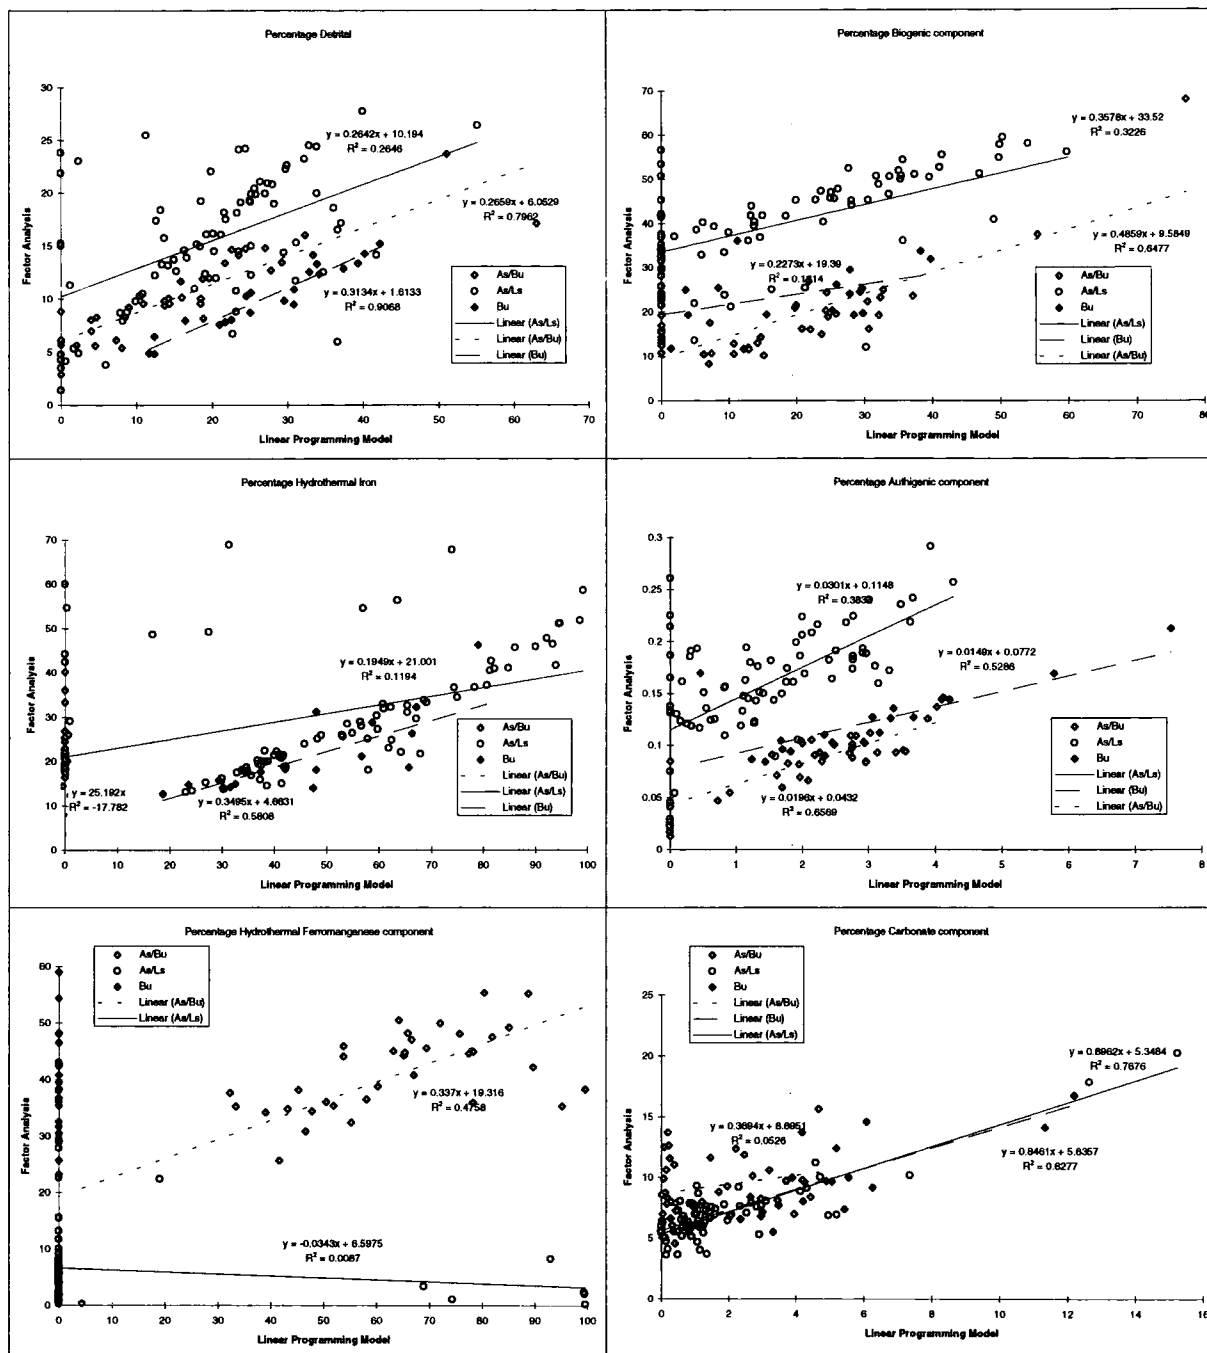 Percentage Detrital
30
25
20
15
10
5
0
0 10 20 30 40 50 60 70
Factor Analysis
Linear Programming Model
y = 0.2642x + 10.194
R² = 0.2646
y = 0.2659x + 6.0529
R² = 0.7962
y = 0.3134x + 1.6133
R² = 0.9068
As/Bu
As/Ls
Bu
Linear (As/Ls)
Linear (As/Bu)
Linear (Bu)
Percentage Biogenic component
70
60
50
40
30
20
10
0
0 10 20 30 40 50 60 70 80
Factor Analysis
Linear Programming Model
y = 0.3578x + 33.52
R² = 0.3226
y = 0.4859x + 9.5849
R² = 0.6477
y = 0.2273x + 19.39
R² = 0.1814
As/Bu
As/Ls
Bu
Linear (As/Ls)
Linear (Bu)
Linear (As/Bu)
Percentage Hydrothermal Iron
70
60
50
40
30
20
10
0
0 10 20 30 40 50 60 70 80 90 100
Factor Analysis
Linear Programming Model
y = 0.1949x + 21.001
R² = 0.1194
y = 25.192x
R² = -17.782
y = 0.3495x + 4.6631
R² = 0.5808
As/Bu
As/Ls
Bu
Linear (As/Bu)
Linear (As/Ls)
Linear (Bu)
Percentage Authigenic component
0.3
0.25
0.2
0.15
0.1
0.05
0
0 1 2 3 4 5 6 7 8
Factor Analysis
Linear Programming Model
y = 0.0301x + 0.1148
y = 0.0149x + 0.0772
R² = 0.5286
y = 0.0196x + 0.0432
R² = 0.6569
As/Bu
As/Ls
Bu
Linear (As/Ls)
Linear (Bu)
Linear (As/Bu)
Percentage Hydrothermal Ferromanganese component
As/Bu
As/Ls
Bu
Linear (As/Bu)
Linear (As/Ls)
60
50
40
30
20
10
0
0 10 20 30 40 50 60 70 80 90 100
Factor Analysis
Linear Programming Model
y = 0.337x + 19.316
R² = 0.4758
y = -0.0343x + 6.5975
R² = 0.0087
Percentage Carbonate component
As/Bu
As/Ls
Bu
Linear (As/Bu)
Linear (Bu)
Linear (As/Ls)
25
20
15
10
5
0
0 2 4 6 8 10 12 14 16
Factor Analysis
Linear Programming Model
y = 0.8962x + 5.3484
R² = 0.7676
y = 0.3694x + 8.6951
R² = 0.0526
y = 0.8461x + 5.6357
R² = 0.6277